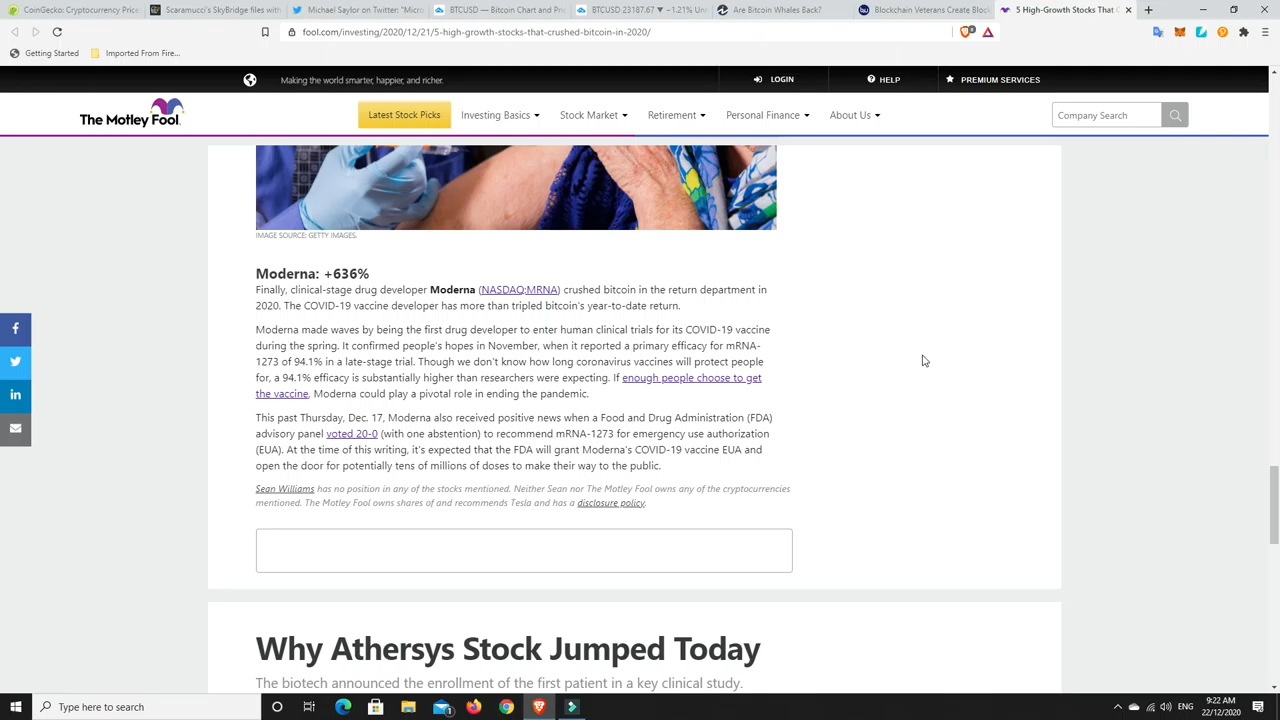 CoinGecko: Cryptocurrency Prices
Scaramucci's SkyBridge files with
Michael Saylor on Twitter: "Micro
BTCUSD - Bitcoin Chart and Pric
BTCUSD 23187.67 ▼ -1.21% Unn
Are Bitcoin Whales Back?
Blockchain Veterans Create Block
5 High-Growth Stocks That C
fool.com/investing/2020/12/21/5-high-growth-stocks-that-crushed-bitcoin-in-2020/
Getting Started
Imported From Fire...
Making the world smarter, happier, and richer.
LOGIN
HELP
PREMIUM SERVICES
The Motley Fool.
Latest Stock Picks
Investing Basics
Stock Market
Retirement
Personal Finance
About Us
Company Search
IMAGE SOURCE: GETTY IMAGES.
Moderna: +636%
Finally, clinical-stage drug developer Moderna (NASDAQ:MRNA) crushed bitcoin in the return department in
2020. The COVID-19 vaccine developer has more than tripled bitcoin's year-to-date return.
Moderna made waves by being the first drug developer to enter human clinical trials for its COVID-19 vaccine
during the spring. It confirmed people's hopes in November, when it reported a primary efficacy for mRNA-
1273 of 94.1% in a late-stage trial. Though we don't know how long coronavirus vaccines will protect people
for, a 94.1% efficacy is substantially higher than researchers were expecting. If enough people choose to get
the vaccine, Moderna could play a pivotal role in ending the pandemic.
This past Thursday, Dec. 17, Moderna also received positive news when a Food and Drug Administration (FDA)
advisory panel voted 20-0 (with one abstention) to recommend mRNA-1273 for emergency use authorization
(EUA). At the time of this writing, it's expected that the FDA will grant Moderna's COVID-19 vaccine EUA and
open the door for potentially tens of millions of doses to make their way to the public.
Sean Williams has no position in any of the stocks mentioned. Neither Sean nor The Motley Fool owns any of the cryptocurrencies
mentioned. The Motley Fool owns shares of and recommends Tesla and has a disclosure policy.
Why Athersys Stock Jumped Today
The biotech announced the enrollment of the first patient in a key clinical study.
Type here to search
ENG
9:22 AM
22/12/2020